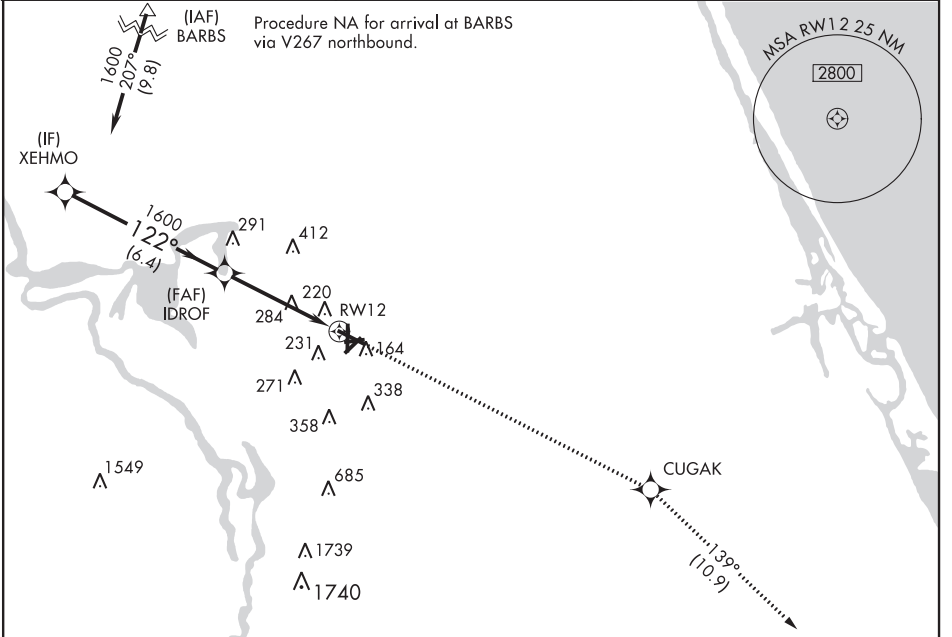 (IAF)
BARBS
Procedure NA for arrival at BARBS
via V267 northbound.
MSA RW12 25 NM
2800
1600
207°
(9.8)
(IF)
XEHMO
1600
122°
(6.4)
291
412
(FAF)
IDROF
284
220
RW12
231
164
271
338
358
1549
685
CUGAK
1739
1740
139°
(10.9)